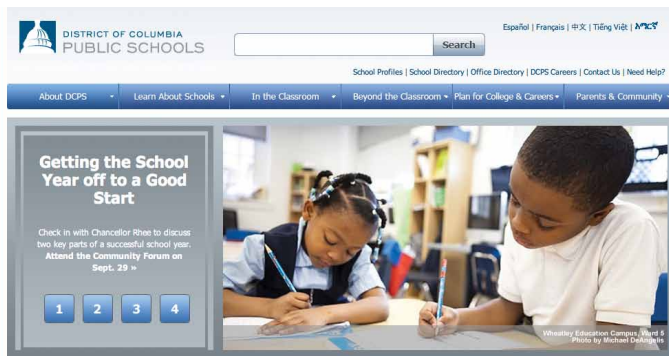 DISTRICT OF COLUMBIA
PUBLIC SCHOOLS
Español | Français | 中文 | Tiếng Việt | አማርኛ
Search
School Profiles | School Directory | Office Directory | DCPS Careers | Contact Us | Need Help?
About DCPS Learn About Schools In the Classroom Beyond the Classroom Plan for College & Careers Parents & Community
Getting the School
Year off to a Good
Start
Check in with Chancellor Rhee to discuss
two key parts of a successful school year.
Attend the Community Forum on
Sept. 29 »
1 2 3 4
Wheatley Education Campus, Ward 5
Photo by Michael DeAngelis